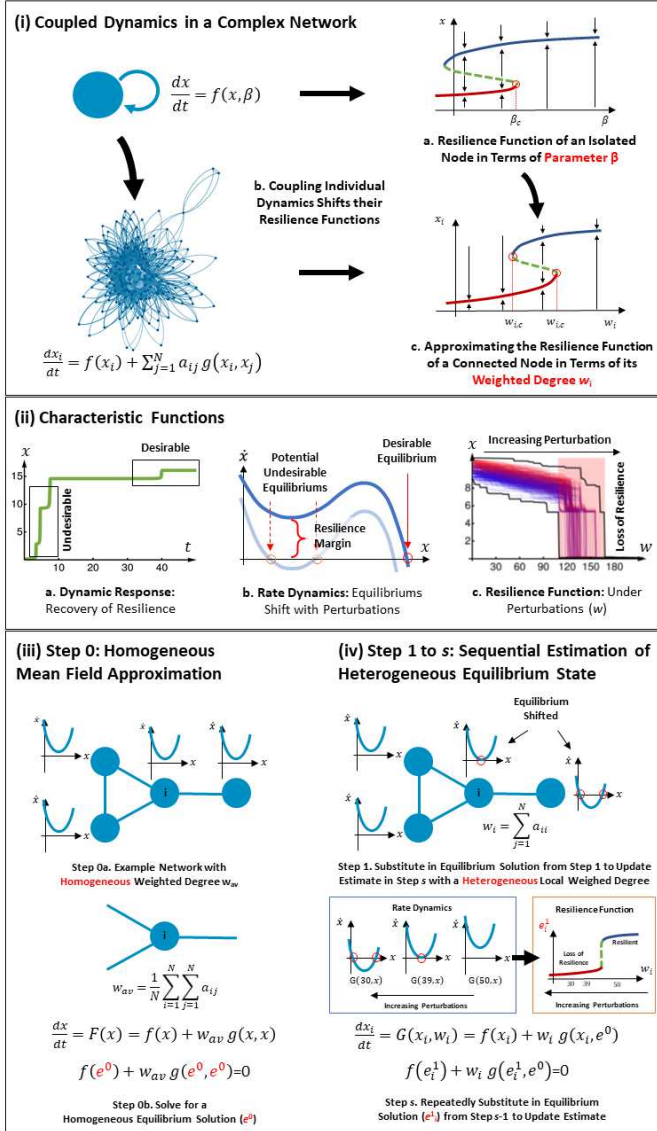 (i) Coupled Dynamics in a Complex Network
dx/dt = f(x, β)
x
β_c
β
a. Resilience Function of an Isolated
Node in Terms of Parameter β
b. Coupling Individual
Dynamics Shifts their
Resilience Functions
x_i
w_{i,c}
w_{i,c}
w_i
dx_i/dt = f(x_i) + ∑_{j=1}^{N} a_{ij} g(x_i, x_j)
c. Approximating the Resilience Function
of a Connected Node in Terms of its
Weighted Degree w_i
(ii) Characteristic Functions
x
Desirable
15
10
5
Undesirable
10
20
30
40
t
a. Dynamic Response:
Recovery of Resilience
ẋ
Potential
Undesirable
Equilibriums
Desirable
Equilibrium
Resilience
Margin
x
b. Rate Dynamics: Equilibriums
Shift with Perturbations
x
Increasing Perturbation
8
6
4
2
Loss of Resilience
30
60
90
120
150
180
w
c. Resilience Function: Under
Perturbations (w)
(iii) Step 0: Homogeneous
Mean Field Approximation
ẋ
x
ẋ
x
ẋ
x
ẋ
x
i
Step 0a. Example Network with
Homogeneous Weighted Degree w_av
i
w_av = 1/N ∑_{i=1}^{N} ∑_{j=1}^{N} a_{ij}
dx/dt = F(x) = f(x) + w_av g(x, x)
f(e^0) + w_av g(e^0, e^0)=0
Step 0b. Solve for a
Homogeneous Equilibrium Solution (e^0)
(iv) Step 1 to s: Sequential Estimation of
Heterogeneous Equilibrium State
Equilibrium
Shifted
ẋ
x
ẋ
x
ẋ
x
ẋ
x
i
w_i = ∑_{j=1}^{N} a_{ii}
Step 1. Substitute in Equilibrium Solution from Step 1 to Update
Estimate in Step s with a Heterogeneous Local Weighed Degree
Rate Dynamics
ẋ
x
ẋ
x
ẋ
x
G(30,x)
G(39,x)
G(50,x)
Increasing Perturbations
Resilience Function
e_i^1
Resilient
Loss of
Resilience
w_i
30
39
50
Increasing Perturbations
dx_i/dt = G(x_i, w_i) = f(x_i) + w_i g(x_i, e^0)
f(e_i^1) + w_i g(e_i^1, e^0)=0
Step s. Repeatedly Substitute in Equilibrium
Solution (e^1_i) from Step s-1 to Update Estimate